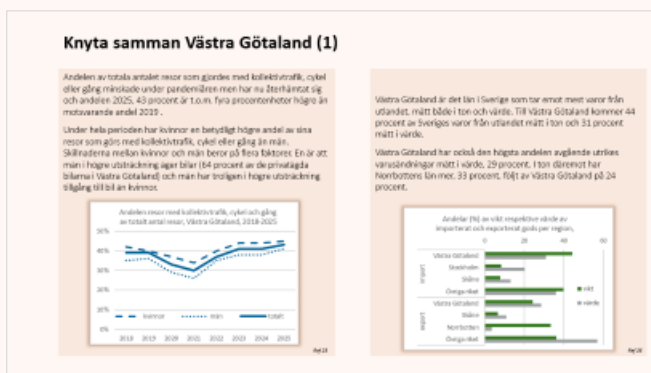 Knyta samman Västra Götaland (1)
Andelen av totala antalet resor som gjordes med kollektivtrafik, cykel
eller gång minskade under pandemiåren men har nu återhämtat sig
och andelen 2025, 43 procent är t.o.m. fyra procentenheter högre än
motsvarande andel 2019 .
Under hela perioden har kvinnor en betydligt högre andel av sina
resor som görs med kollektivtrafik, cykel eller gång än män.
Skillnaderna mellan kvinnor och män beror på flera faktorer. En är att
män i högre utsträckning äger bilar (64 procent av de privatägda
bilarna i Västra Götaland) och män har troligen i högre utsträckning
tillgång till bil än kvinnor.
Andelen resor med kollektivtrafik, cykel och gång
av totalt antal resor, Västra Götaland, 2018-2025
50%
40%
30%
20%
10%
0%
kvinnor män totalt
2018 2019 2020 2021 2022 2023 2024 2025
Västra Götaland är det län i Sverige som tar emot mest varor från
utlandet, mätt både i ton och värde. Till Västra Götaland kommer 44
procent av Sveriges varor från utlandet mätt i ton och 31 procent
mätt i värde.
Västra Götaland har också den högsta andelen avgående utrikes
varusändningar mätt i värde, 29 procent. I ton däremot har
Norrbottens län mer, 33 procent, följt av Västra Götaland på 24
procent.
Andelar (%) av vikt respektive värde av
importerat och exporterat gods per region,
0 20 40 60
import
Västra Götaland
Stockholm
Skåne
Övriga riket
export
Västra Götaland
Skåne
Norrbotten
Övriga riket
vikt
värde